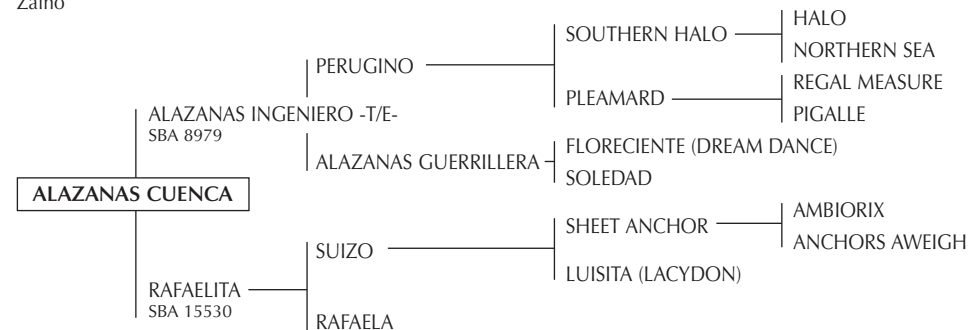 Zaino
HALO
SOUTHERN HALO
NORTHERN SEA
PERUGINO
REGAL MEASURE
PLEAMARD
PIGALLE
ALAZANAS INGENIERO -T/E-
SBA 8979
FLORECIENTE (DREAM DANCE)
ALAZANAS GUERRILLERA
SOLEDAD
ALAZANAS CUENCA
AMBIORIX
SHEET ANCHOR
ANCHORS AWEIGH
SUIZO
LUISITA (LACYDON)
RAFAELITA
SBA 15530
RAFAELA